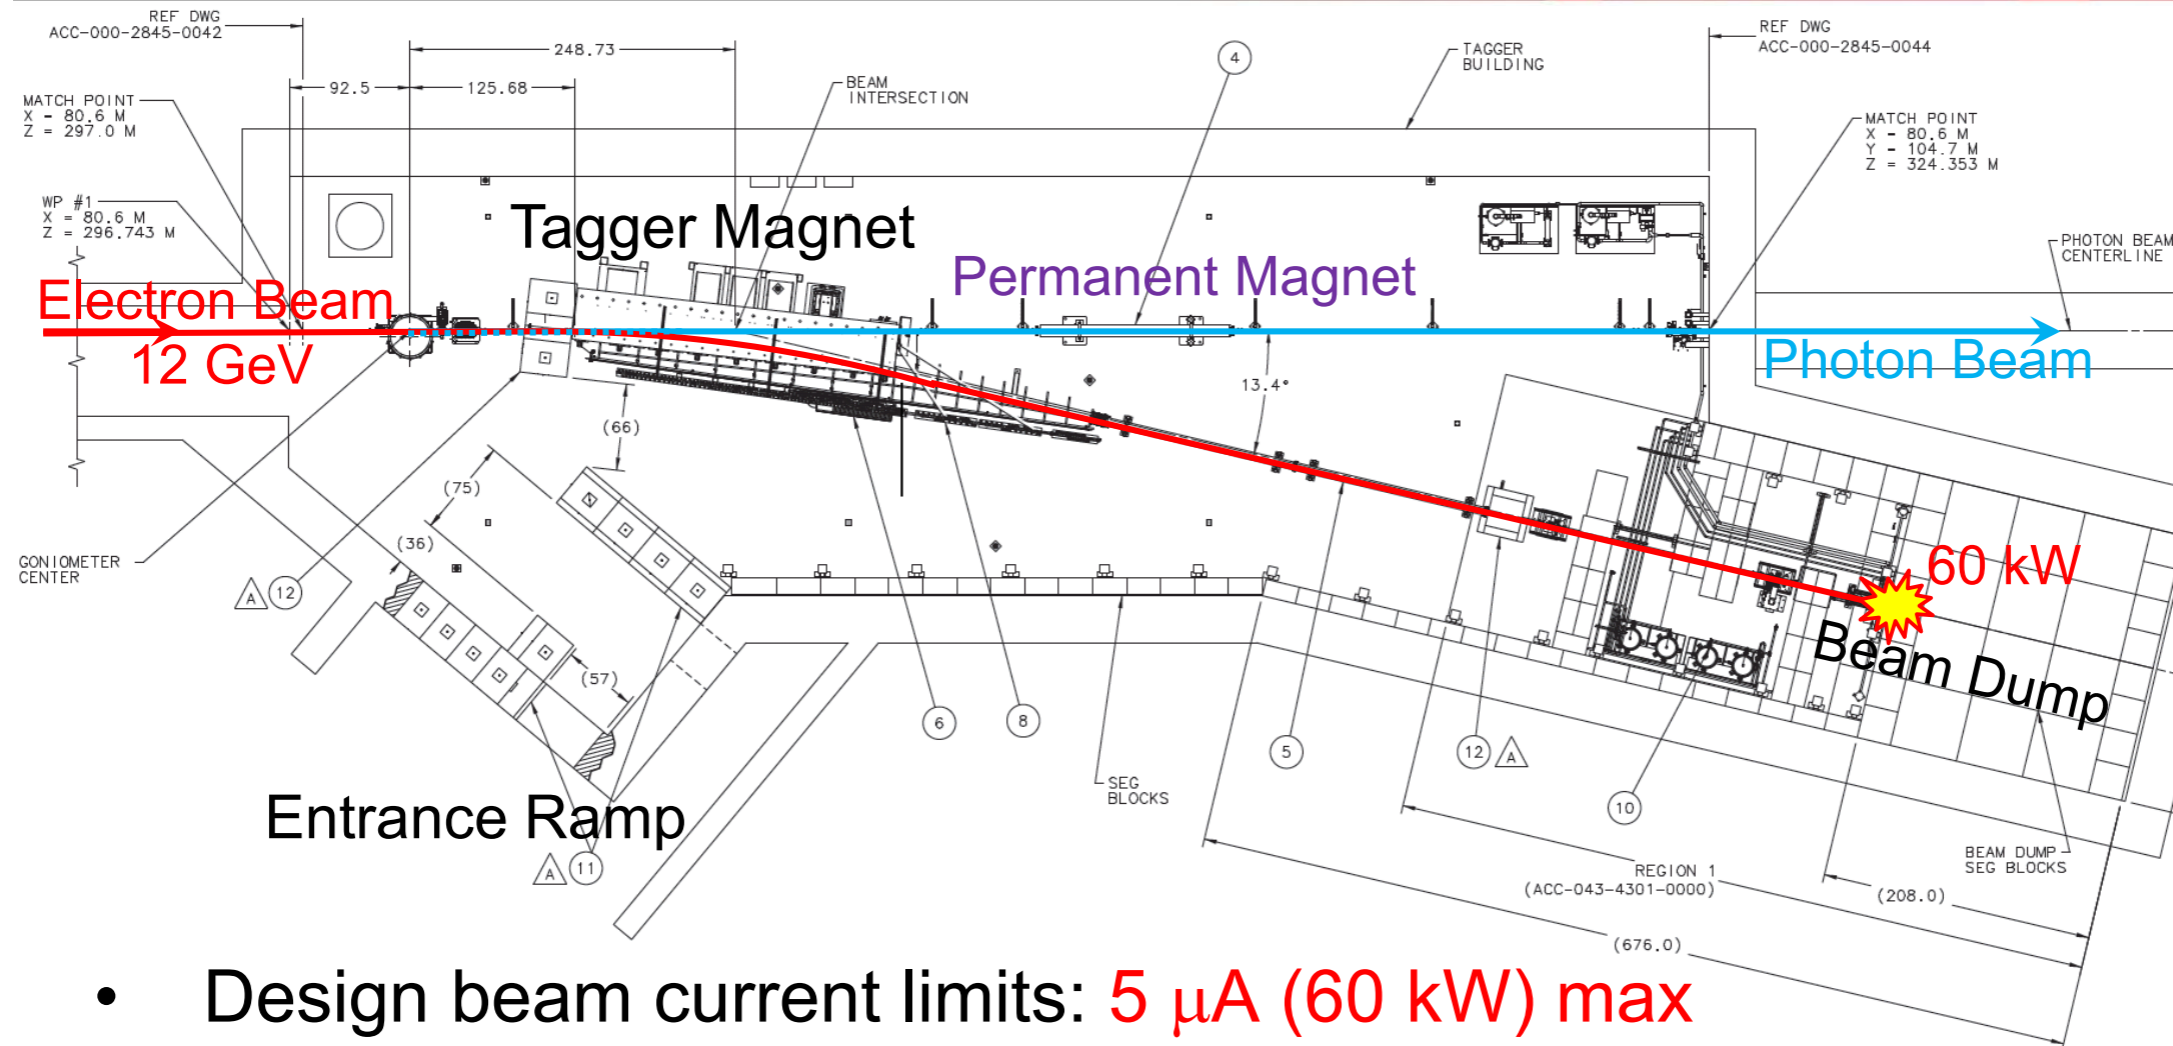 REF DWG
ACC-000-2845-0042
248.73
92.5
125.68
MATCH POINT
X - 80.6 M
Z = 297.0 M
WP #1
X = 80.6 M
Z = 296.743 M
BEAM
INTERSECTION
4
TAGGER
BUILDING
REF DWG
ACC-000-2845-0044
MATCH POINT
X - 80.6 M
Y - 104.7 M
Z = 324.353 M
PHOTON BEAM
CENTERLINE
Tagger Magnet
Permanent Magnet
Electron Beam
12 GeV
Photon Beam
13.4°
(66)
(75)
(36)
(57)
GONIOMETER
CENTER
A 12
60 kW
Beam Dump
6
8
5
12 A
10
SEG
BLOCKS
Entrance Ramp
A 11
REGION 1
(ACC-043-4301-0000)
BEAM DUMP
SEG BLOCKS
(208.0)
(676.0)
• Design beam current limits: 5 μA (60 kW) max